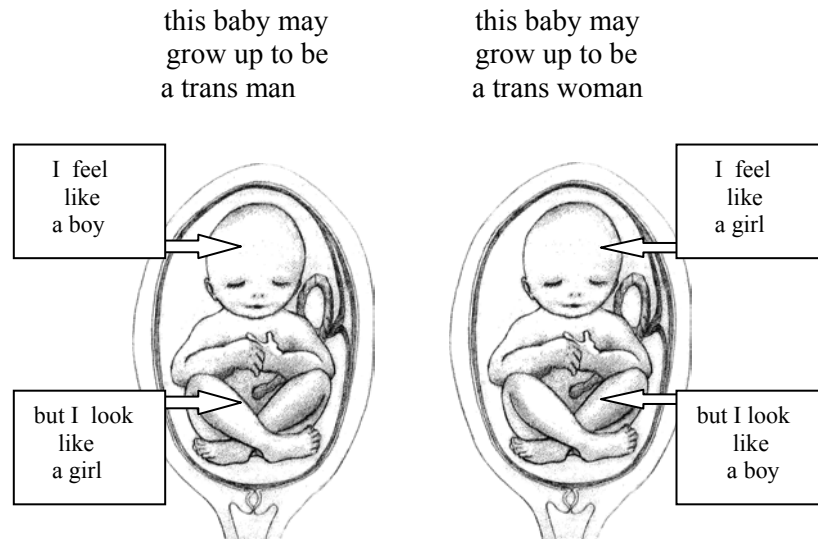 this baby may
grow up to be
a trans man
I feel
like
a boy
but I look
like
a girl
this baby may
grow up to be
a trans woman
I feel
like
a girl
but I look
like
a boy